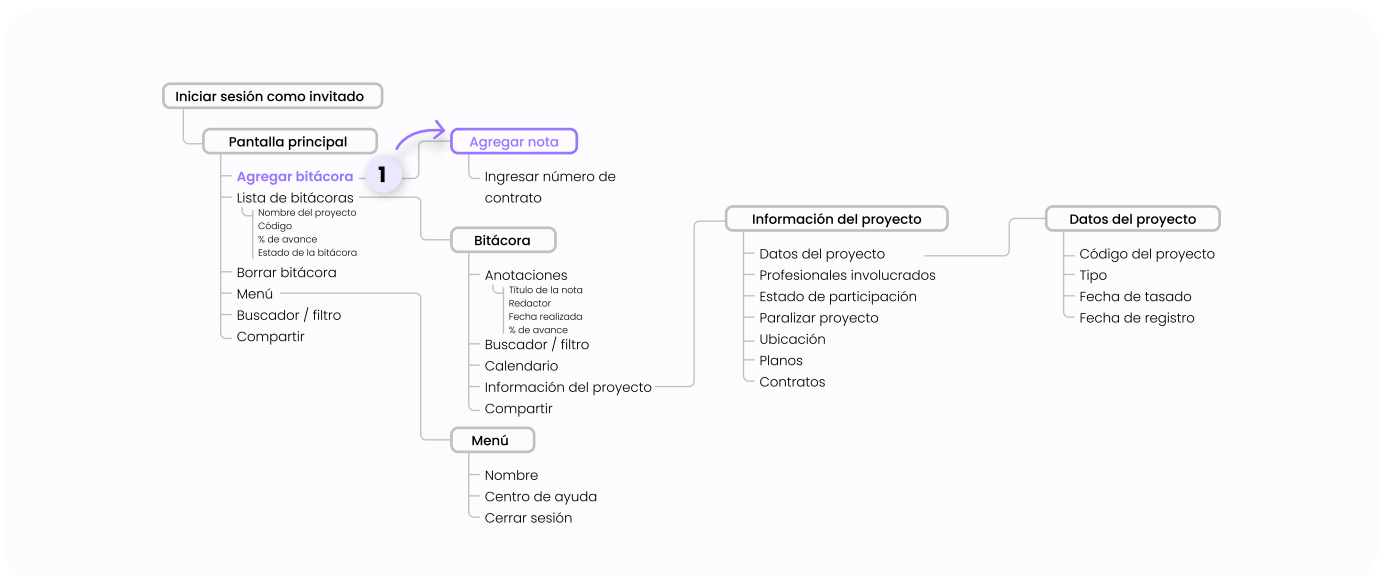 Iniciar sesión como invitado
Pantalla principal
Agregar bitácora
1
Lista de bitácoras
Nombre del proyecto
Código
% de avance
Estado de la bitácora
Borrar bitácora
Menú
Buscador / filtro
Compartir
Agregar nota
Ingresar número de
contrato
Bitácora
Anotaciones
Título de la nota
Redactor
Fecha realizada
% de avance
Buscador / filtro
Calendario
Información del proyecto
Compartir
Menú
Nombre
Centro de ayuda
Cerrar sesión
Información del proyecto
Datos del proyecto
Profesionales involucrados
Estado de participación
Paralizar proyecto
Ubicación
Planos
Contratos
Datos del proyecto
Código del proyecto
Tipo
Fecha de tasado
Fecha de registro